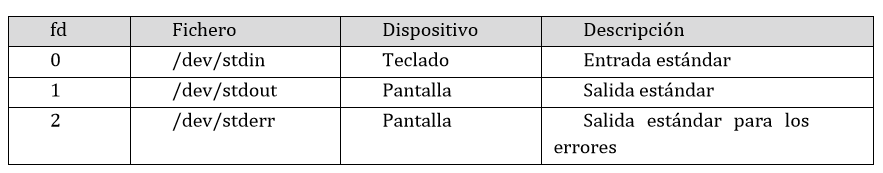 fd Fichero Dispositivo Descripción
0 /dev/stdin Teclado Entrada estándar
1 /dev/stdout Pantalla Salida estándar
2 /dev/stderr Pantalla Salida estándar para los
errores